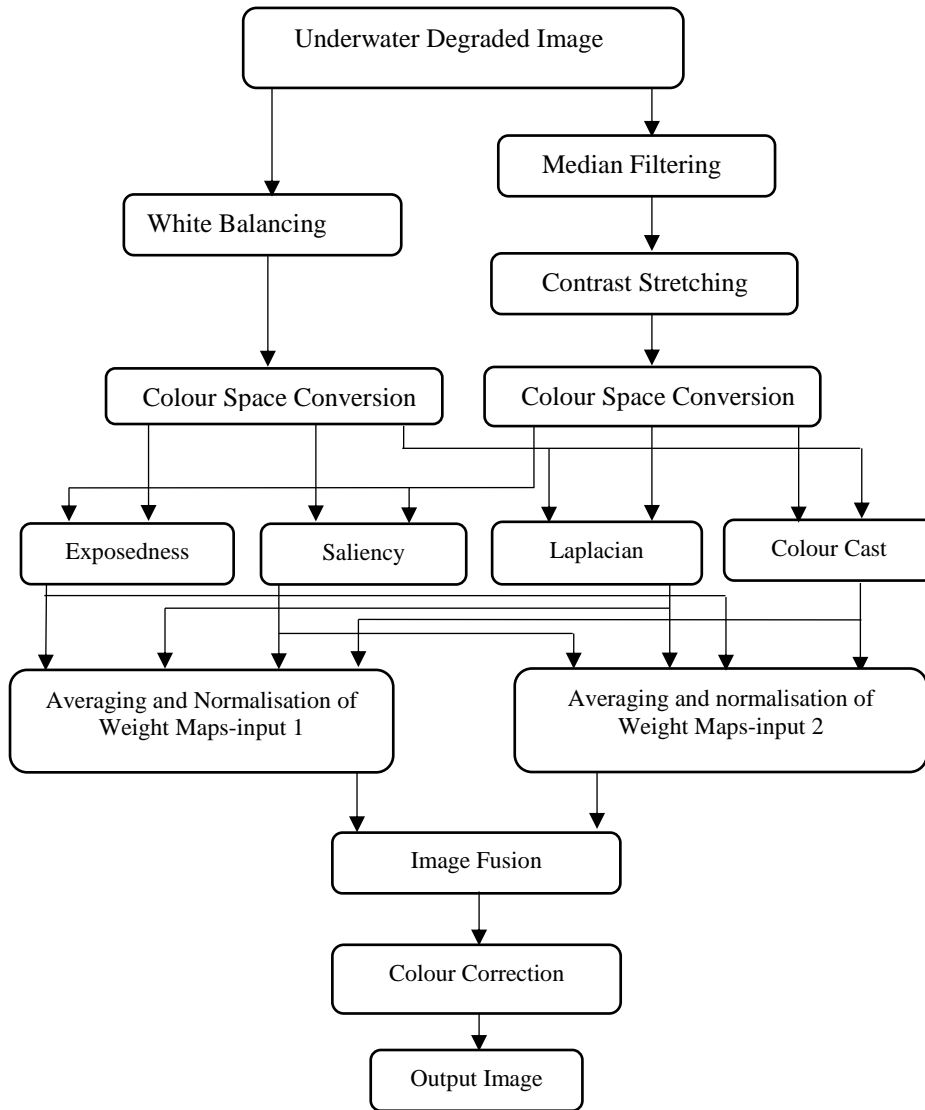 Underwater Degraded Image
Median Filtering
White Balancing
Contrast Stretching
Colour Space Conversion
Colour Space Conversion
Exposedness
Saliency
Laplacian
Colour Cast
Averaging and Normalisation of
Weight Maps-input 1
Averaging and normalisation of
Weight Maps-input 2
Image Fusion
Colour Correction
Output Image